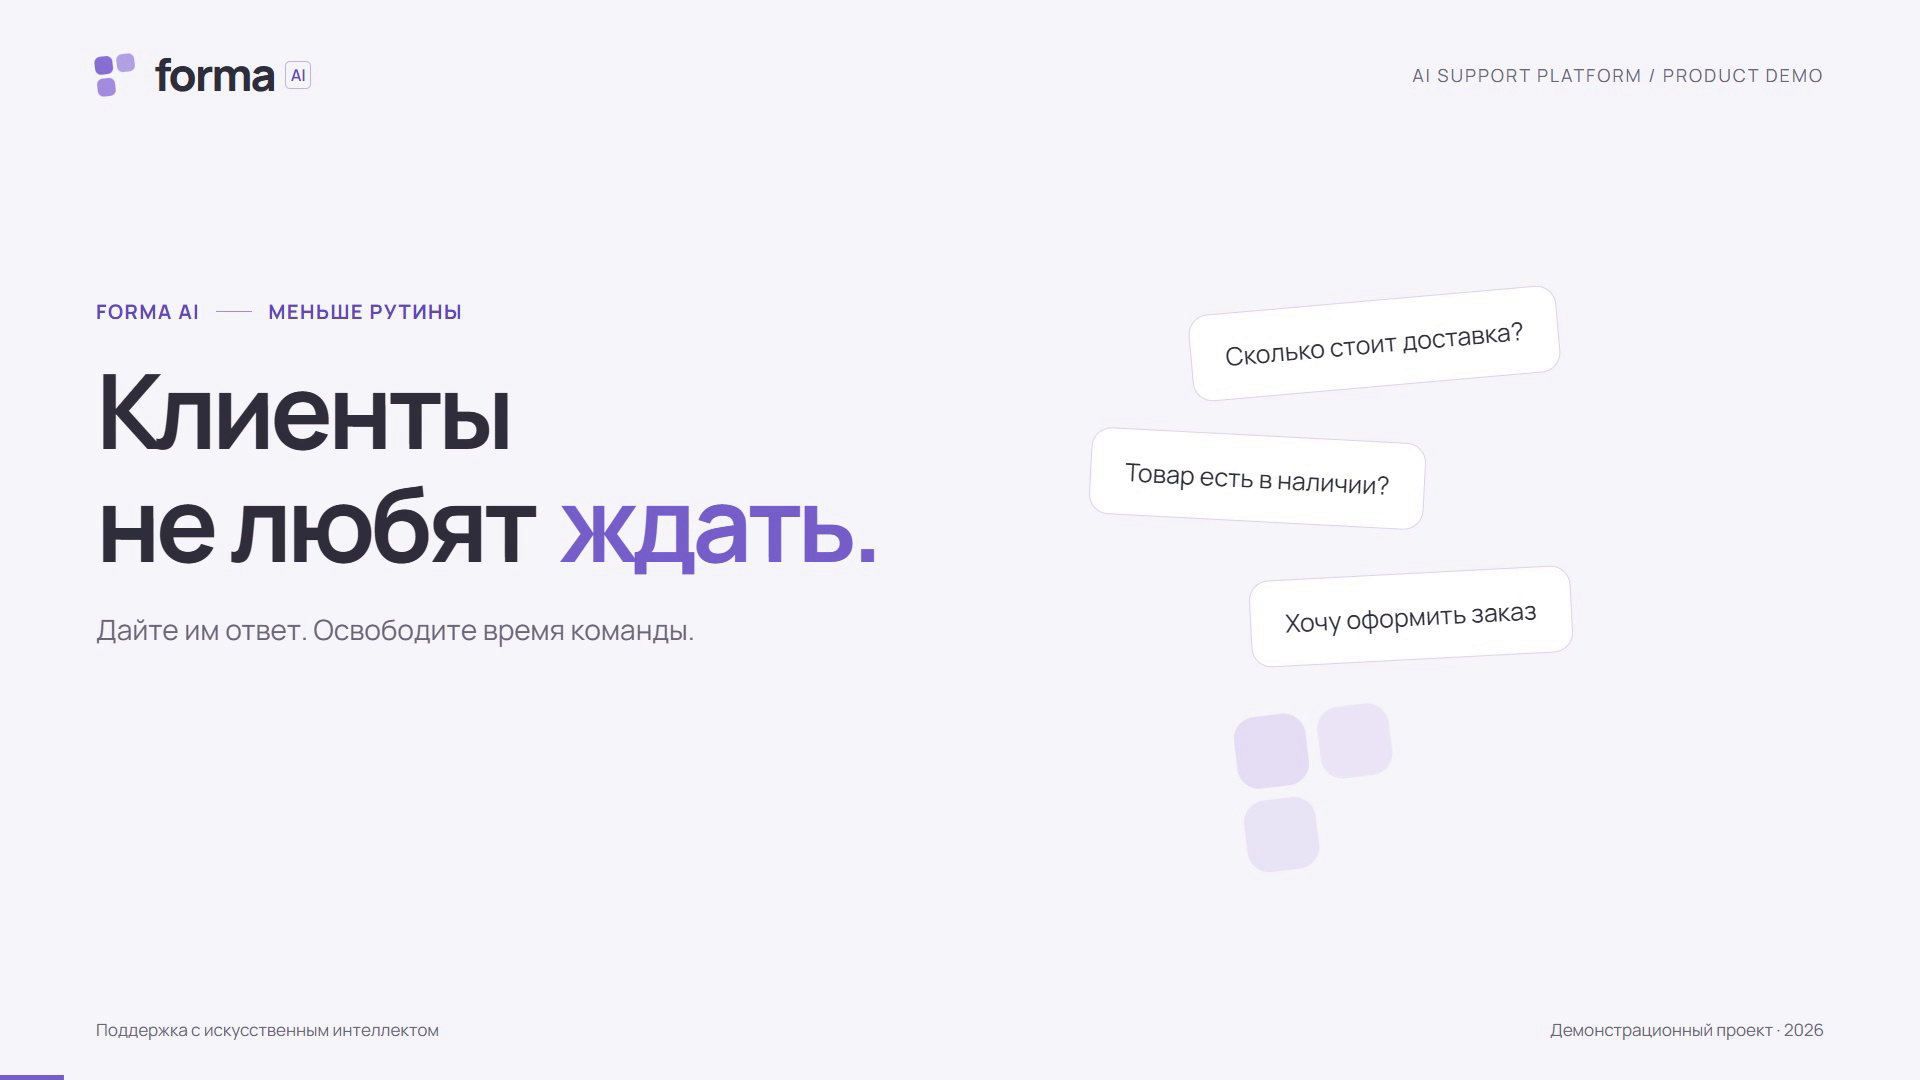 forma AI
AI SUPPORT PLATFORM / PRODUCT DEMO
FORMA AI — МЕНЬШЕ РУТИНЫ
Клиенты
не любят ждать.
Дайте им ответ. Освободите время команды.
Сколько стоит доставка?
Товар есть в наличии?
Хочу оформить заказ
Поддержка с искусственным интеллектом
Демонстрационный проект · 2026